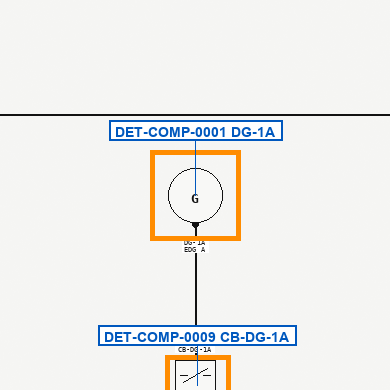 DET-COMP-0001 DG-1A
G
DG-1A
EDG A
DET-COMP-0009 CB-DG-1A
CB-DG-1A